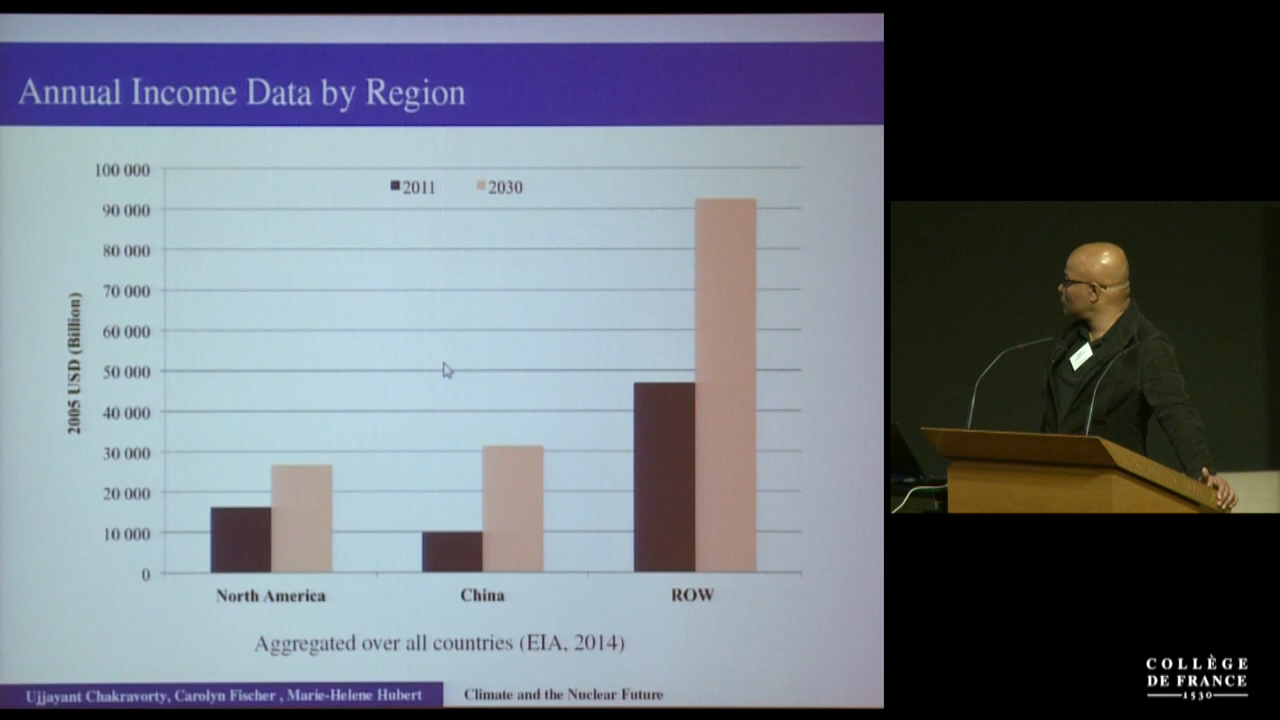 Annual Income Data by Region
100 000
90 000
80 000
70 000
60 000
50 000
40 000
30 000
20 000
10 000
0
2005 USD (Billion)
2011 2030
North America China ROW
Aggregated over all countries (EIA, 2014)
Ujjayant Chakravorty, Carolyn Fischer , Marie-Helene Hubert Climate and the Nuclear Future
COLLÈGE
DE FRANCE
1530